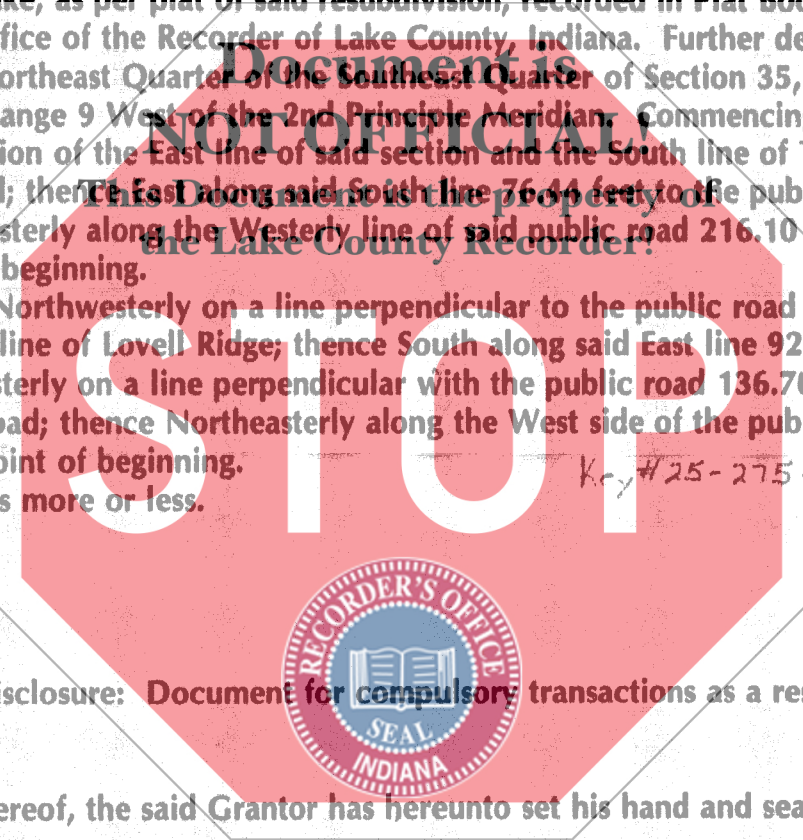 ke, as per plat of said resubdivision, recorded in Plat Boo
fice of the Recorder of Lake County, Indiana. Further de
Document is
ortheast Quarter of the Southeast Quarter of Section 35,
ange 9 West of the 2nd Principle Meridian. Commencin
NOT OFFICIAL!
ion of the East line of said section and the South line of
; thence East along said South line 76.44 feet to the pub
This Document is the property of
sterly along the Westerly line of said public road 216.10
the Lake County Recorder!
beginning.
Northwesterly on a line perpendicular to the public road
line of Lovell Ridge; thence South along said East line 92
sterly on a line perpendicular with the public road 136.70
oad; thence Northeasterly along the West side of the pub
oint of beginning.
Key #25-275
s more or less.
STOP
RECORDER'S OFFICE
SEAL
INDIANA
isclosure: Document for compulsory transactions as a res
ereof, the said Grantor has hereunto set his hand and sea